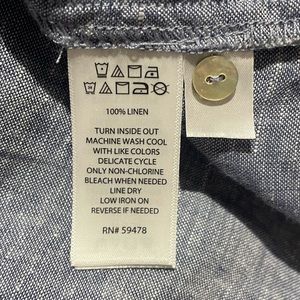 100% LINEN
TURN INSIDE OUT
MACHINE WASH COOL
WITH LIKE COLORS
DELICATE CYCLE
ONLY NON-CHLORINE
BLEACH WHEN NEEDED
LINE DRY
LOW IRON ON
REVERSE IF NEEDED
RN# 59478